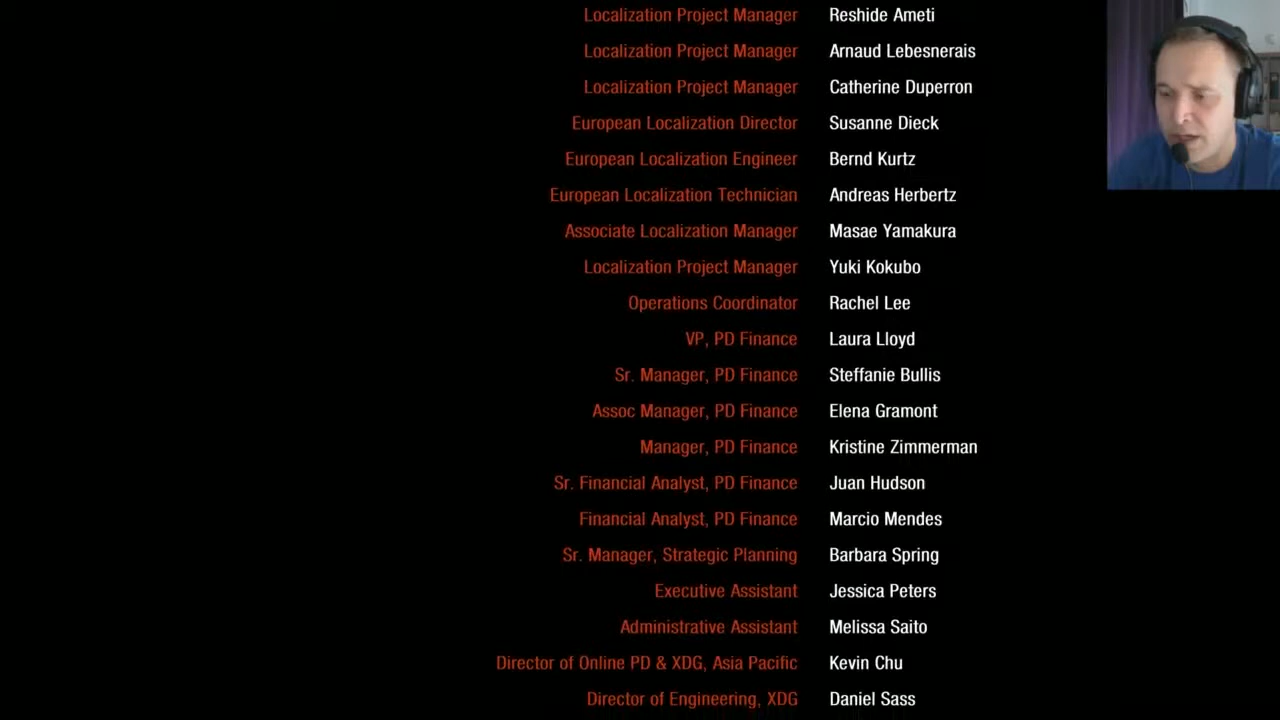 Localization Project Manager Reshide Ameti
Localization Project Manager Arnaud Lebesnerais
Localization Project Manager Catherine Duperron
European Localization Director Susanne Dieck
European Localization Engineer Bernd Kurtz
European Localization Technician Andreas Herbertz
Associate Localization Manager Masae Yamakura
Localization Project Manager Yuki Kokubo
Operations Coordinator Rachel Lee
VP, PD Finance Laura Lloyd
Sr. Manager, PD Finance Steffanie Bullis
Assoc Manager, PD Finance Elena Gramont
Manager, PD Finance Kristine Zimmerman
Sr. Financial Analyst, PD Finance Juan Hudson
Financial Analyst, PD Finance Marcio Mendes
Sr. Manager, Strategic Planning Barbara Spring
Executive Assistant Jessica Peters
Administrative Assistant Melissa Saito
Director of Online PD & XDG, Asia Pacific Kevin Chu
Director of Engineering, XDG Daniel Sass